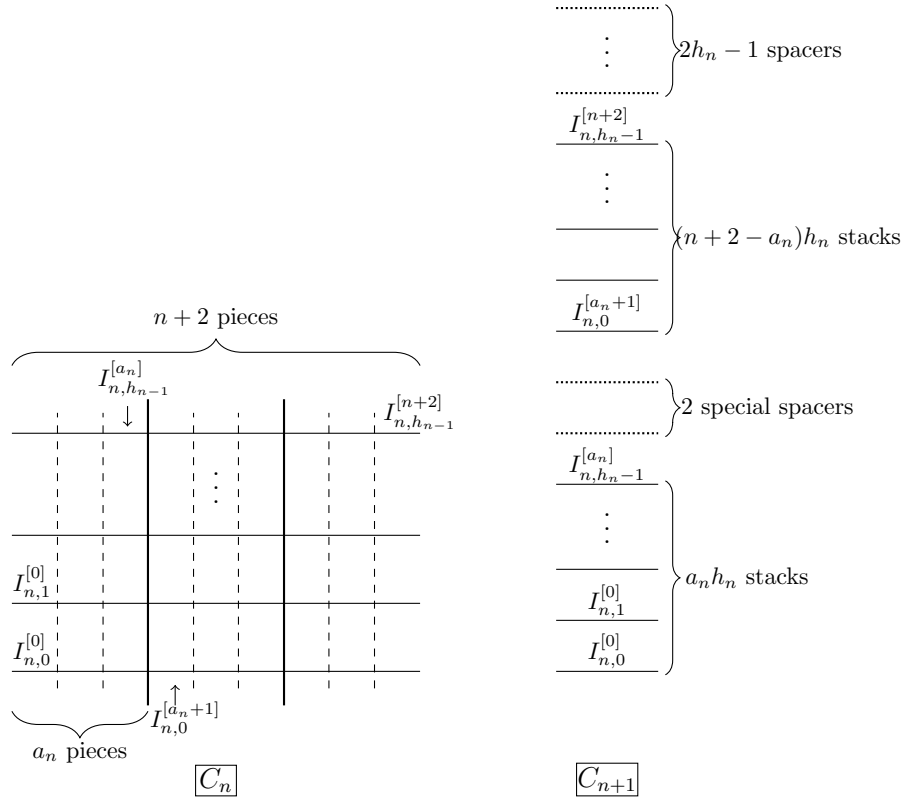 n + 2 pieces
I_{n,h_{n-1}}^{[a_n]}
I_{n,h_{n-1}}^{[n+2]}
⋮
I_{n,1}^{[0]}
I_{n,0}^{[0]}
I_{n,0}^{[a_n+1]}
a_n pieces
C_n
⋮
2h_n − 1 spacers
I_{n,h_n−1}^{[n+2]}
⋮
(n + 2 − a_n)h_n stacks
I_{n,0}^{[a_n+1]}
2 special spacers
I_{n,h_n−1}^{[a_n]}
⋮
a_n h_n stacks
I_{n,1}^{[0]}
I_{n,0}^{[0]}
C_{n+1}